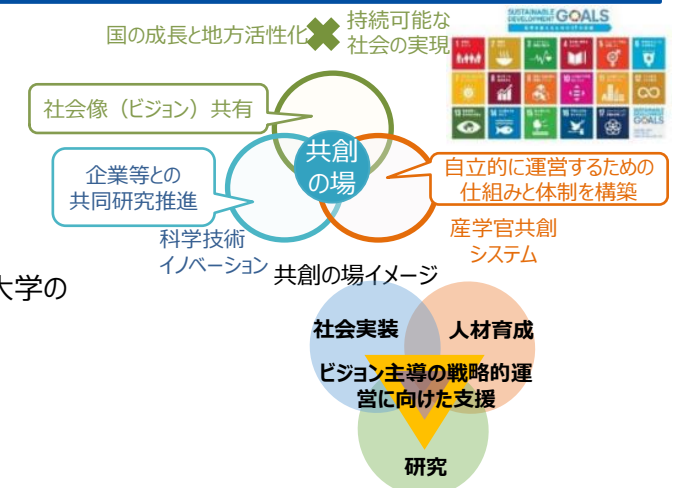 SUSTAINABLE
DEVELOPMENT GOALS
国の成長と地方活性化
持続可能な
社会の実現
社会像（ビジョン）共有
共創
の場
企業等との
共同研究推進
自立的に運営するための
仕組みと体制を構築
科学技術
イノベーション
産学官共創
システム
共創の場イメージ
大学の
社会実装
人材育成
ビジョン主導の戦略的運
営に向けた支援
研究